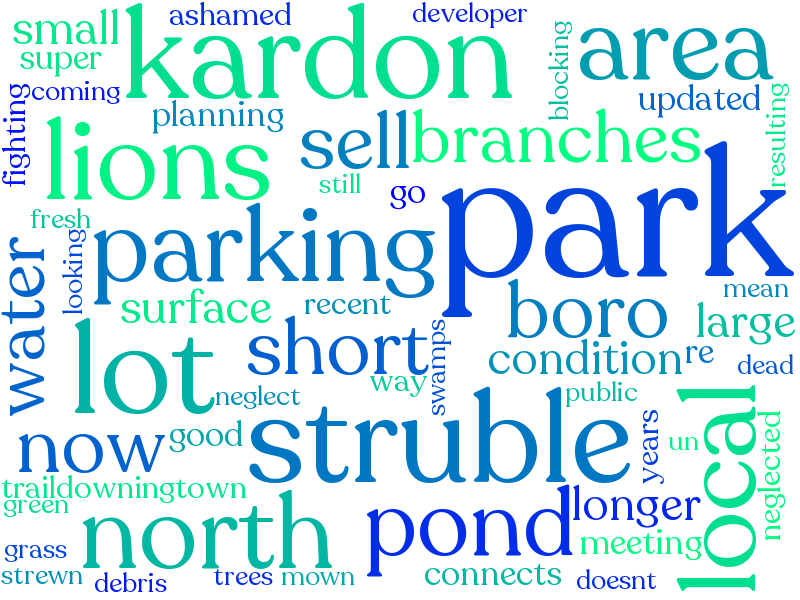 small
ashamed
developer
super
kardon
area
blocking
coming
planning
updated
fighting
lions
sell
branches
resulting
still
go
park
fresh
parking
looking
water
surface
recent
boro
mean
large
lot
short
swamps
condition
re
dead
neglect
way
public
now
good
struble
years
un
local
neglected
traildowningtown
green
north
pond
longer
meeting
grass
strewn
debris
trees
mown
connects
doesnt